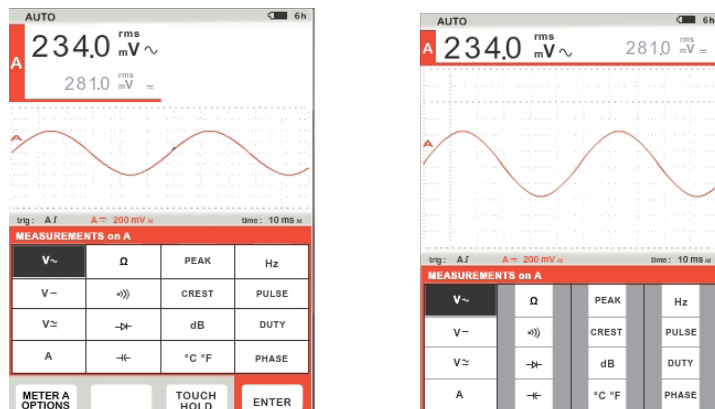 AUTO 6h
A 234.0 rms mV ∿
281.0 rms mV ⎓
A
trig: A ∫ A⎓ 200 mV /d time: 10 ms /d
MEASUREMENTS on A
V~ Ω PEAK Hz
V⎓ •))) CREST PULSE
V≃ dB DUTY
A °C °F PHASE
METER A OPTIONS
TOUCH HOLD
ENTER
AUTO 6h
A 234.0 rms mV ∿ 281.0 rms mV ⎓
A
trig: A ∫ A⎓ 200 mV /d time: 10 ms /d
MEASUREMENTS on A
V~ Ω PEAK Hz
V⎓ •))) CREST PULSE
V≃ dB DUTY
A °C °F PHASE